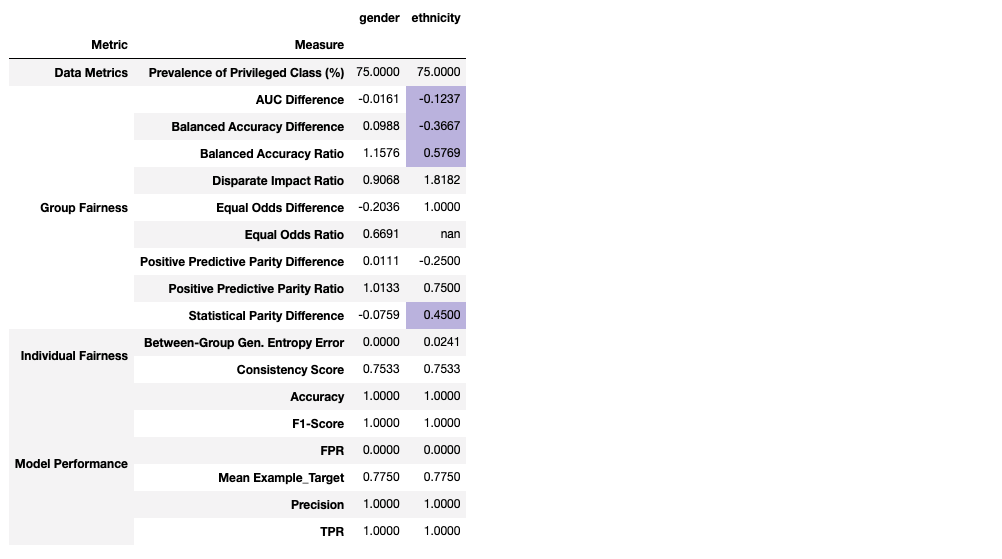 gender ethnicity
Metric Measure
Data Metrics Prevalence of Privileged Class (%) 75.0000 75.0000
AUC Difference -0.0161 -0.1237
Balanced Accuracy Difference 0.0988 -0.3667
Balanced Accuracy Ratio 1.1576 0.5769
Disparate Impact Ratio 0.9068 1.8182
Group Fairness Equal Odds Difference -0.2036 1.0000
Equal Odds Ratio 0.6691 nan
Positive Predictive Parity Difference 0.0111 -0.2500
Positive Predictive Parity Ratio 1.0133 0.7500
Statistical Parity Difference -0.0759 0.4500
Individual Fairness Between-Group Gen. Entropy Error 0.0000 0.0241
Consistency Score 0.7533 0.7533
Accuracy 1.0000 1.0000
F1-Score 1.0000 1.0000
FPR 0.0000 0.0000
Model Performance Mean Example_Target 0.7750 0.7750
Precision 1.0000 1.0000
TPR 1.0000 1.0000